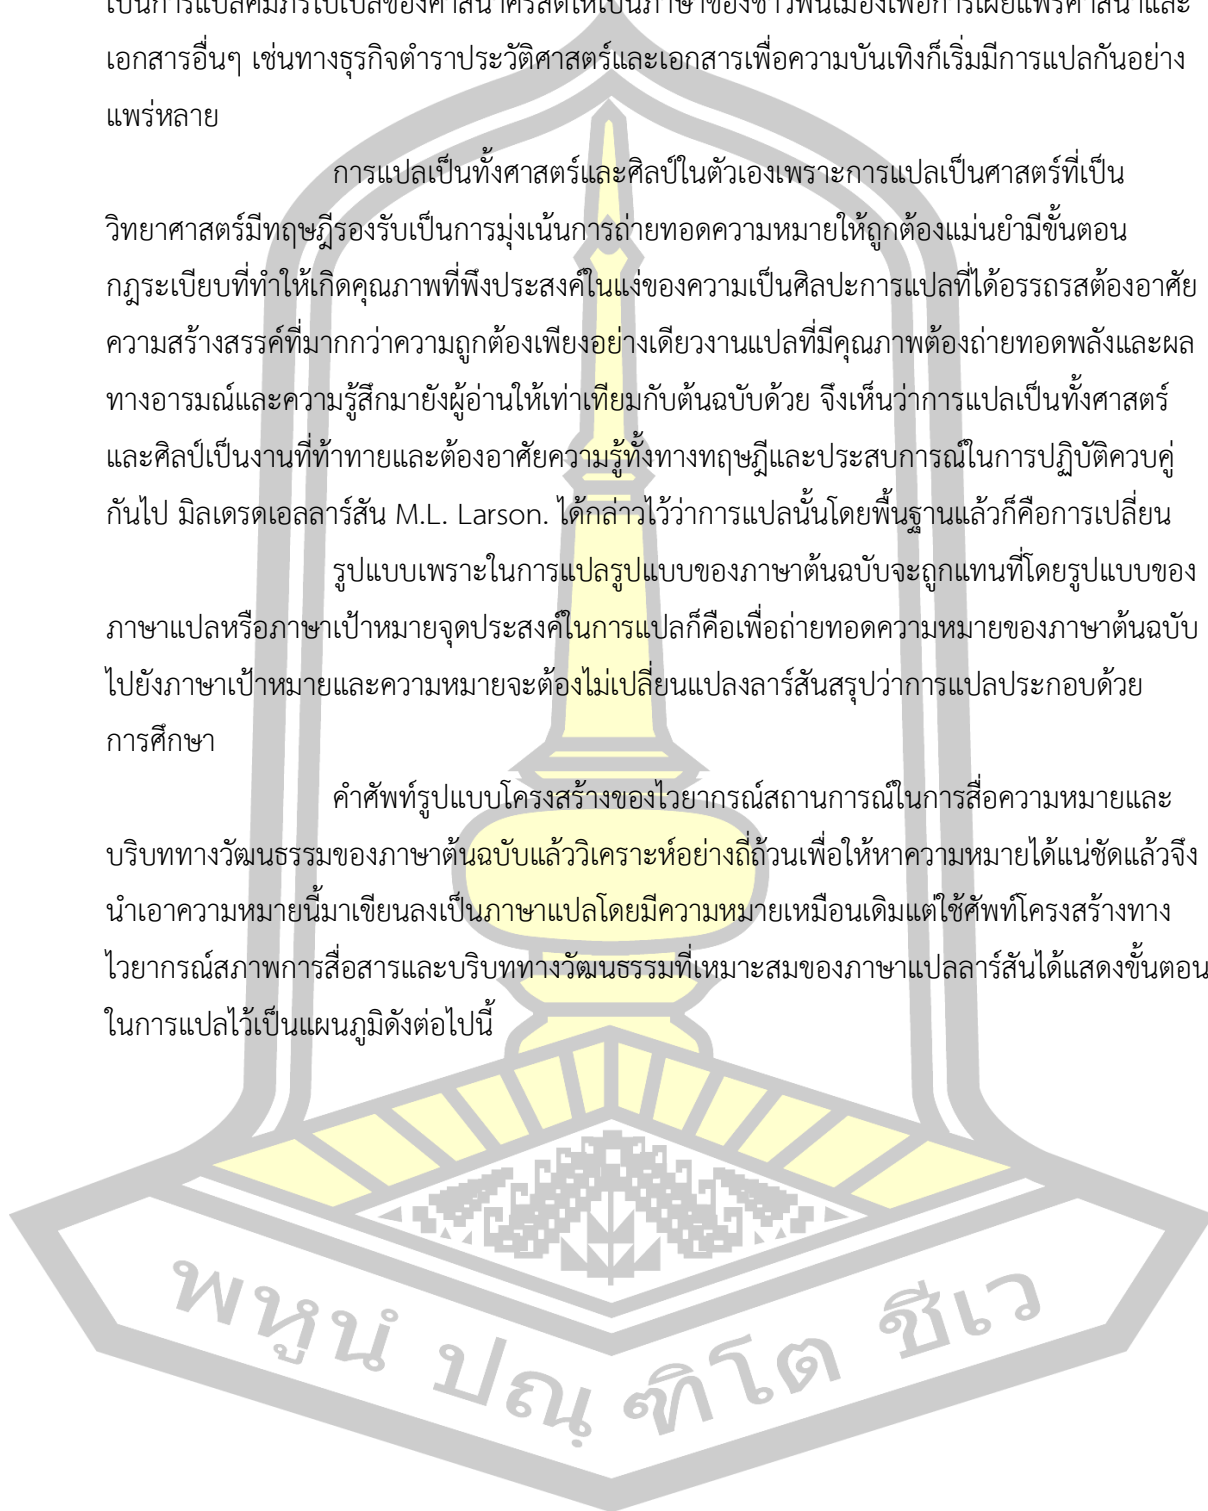 เป็นการแปลคัมภีร์ไบเบิลของศาสนาคริสต์ให้เป็นภาษาของชาวพื้นเมืองเพื่อการเผยแพร่ศาสนาและ
เอกสารอื่นๆ เช่นทางธุรกิจตำราประวัติศาสตร์และเอกสารเพื่อความบันเทิงก็เริ่มมีการแปลกันอย่าง
แพร่หลาย
การแปลเป็นทั้งศาสตร์และศิลป์ในตัวเองเพราะการแปลเป็นศาสตร์ที่เป็น
วิทยาศาสตร์มีทฤษฎีรองรับเป็นการมุ่งเน้นการถ่ายทอดความหมายให้ถูกต้องแม่นยำมีขั้นตอน
กฎระเบียบที่ทำให้เกิดคุณภาพที่พึงประสงค์ในแง่ของความเป็นศิลปะการแปลที่ได้อรรถรสต้องอาศัย
ความสร้างสรรค์ที่มากกว่าความถูกต้องเพียงอย่างเดียวงานแปลที่มีคุณภาพต้องถ่ายทอดพลังและผล
ทางอารมณ์และความรู้สึกมายังผู้อ่านให้เท่าเทียมกับต้นฉบับด้วย จึงเห็นว่าการแปลเป็นทั้งศาสตร์
และศิลป์เป็นงานที่ท้าทายและต้องอาศัยความรู้ทั้งทางทฤษฎีและประสบการณ์ในการปฏิบัติควบคู่
กันไป มิลเดรดเอลลาร์สัน M.L. Larson. ได้กล่าวไว้ว่าการแปลนั้นโดยพื้นฐานแล้วก็คือการเปลี่ยน
รูปแบบเพราะในการแปลรูปแบบของภาษาต้นฉบับจะถูกแทนที่โดยรูปแบบของ
ภาษาแปลหรือภาษาเป้าหมายจุดประสงค์ในการแปลก็คือเพื่อถ่ายทอดความหมายของภาษาต้นฉบับ
ไปยังภาษาเป้าหมายและความหมายจะต้องไม่เปลี่ยนแปลงลาร์สันสรุปว่าการแปลประกอบด้วย
การศึกษา
คำศัพท์รูปแบบโครงสร้างของไวยากรณ์สถานการณ์ในการสื่อความหมายและ
บริบททางวัฒนธรรมของภาษาต้นฉบับแล้ววิเคราะห์อย่างถี่ถ้วนเพื่อให้หาความหมายได้แน่ชัดแล้วจึง
นำเอาความหมายนี้มาเขียนลงเป็นภาษาแปลโดยมีความหมายเหมือนเดิมแต่ใช้ศัพท์โครงสร้างทาง
ไวยากรณ์สภาพการสื่อสารและบริบททางวัฒนธรรมที่เหมาะสมของภาษาแปลลาร์สันได้แสดงขั้นตอน
ในการแปลไว้เป็นแผนภูมิดังต่อไปนี้
พหูนํ ปณฺ ฑิโต ชีเว